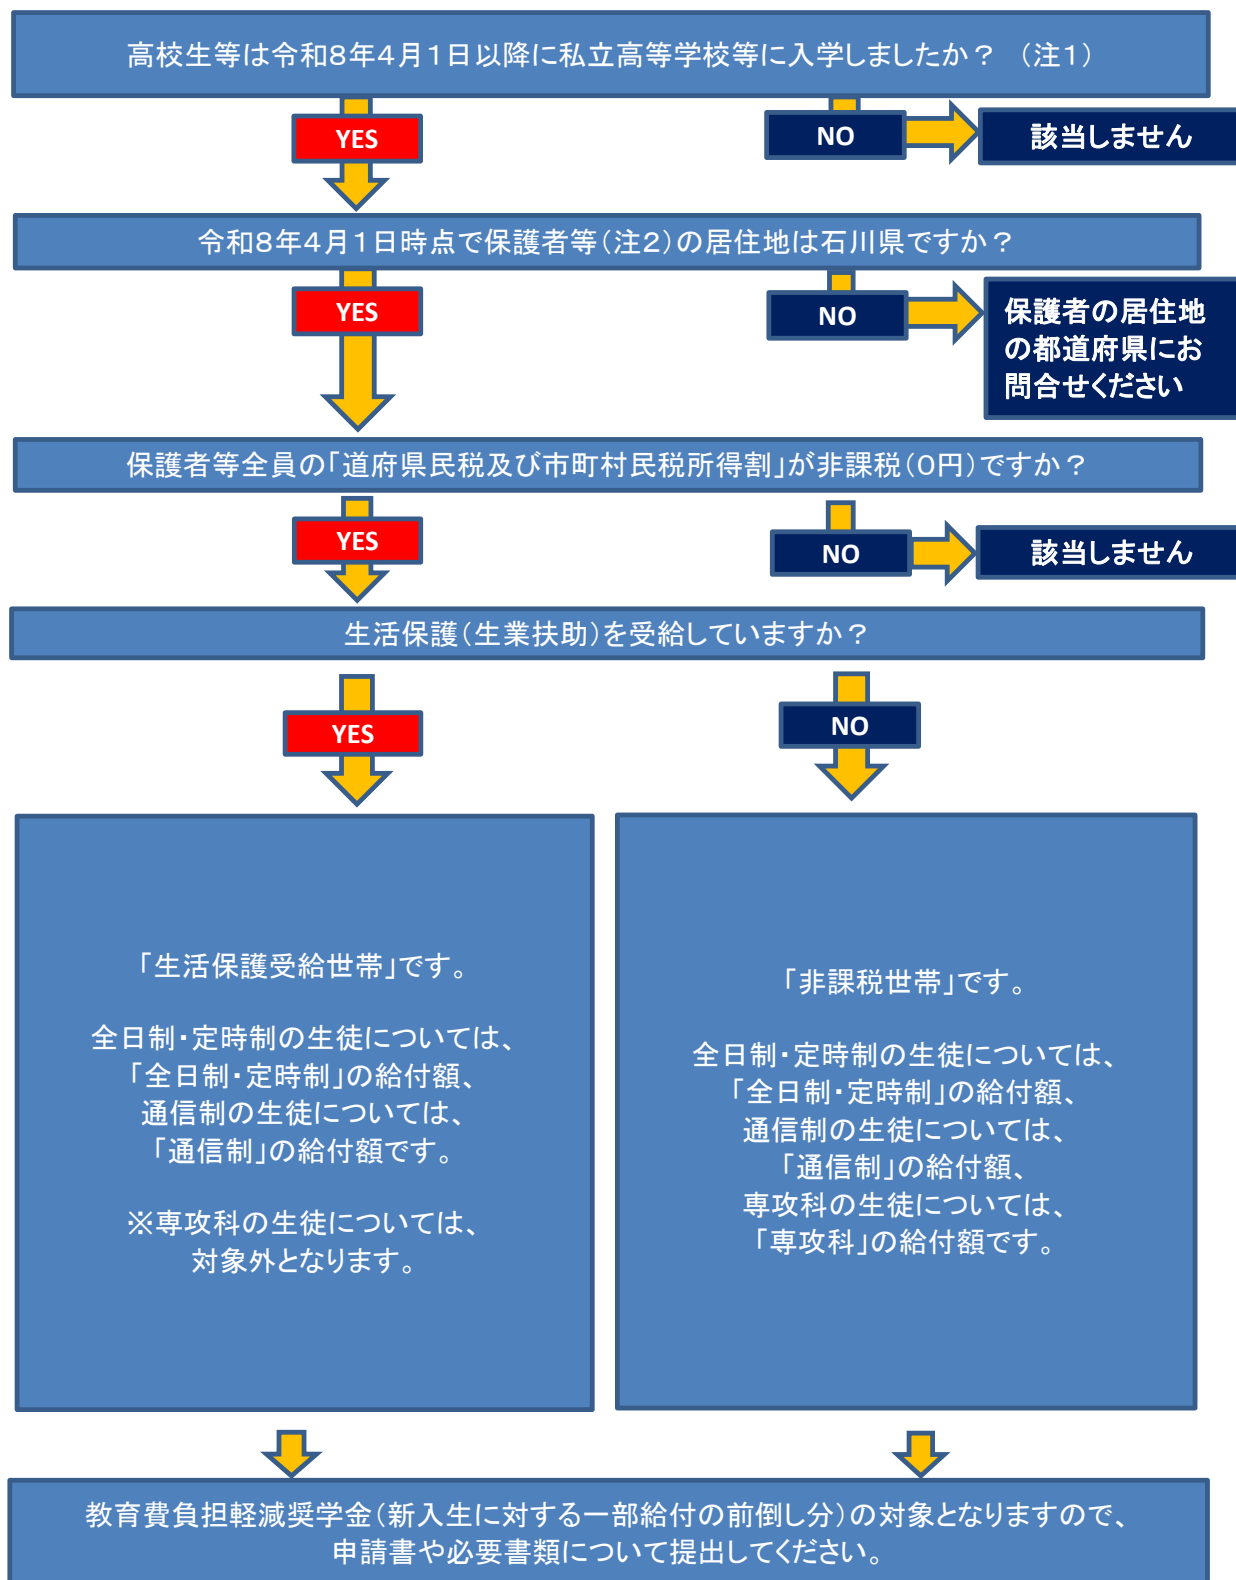 高校生等は令和8年4月1日以降に私立高等学校等に入学しましたか？　（注1）
YES
NO
該当しません
令和8年4月1日時点で保護者等（注2）の居住地は石川県ですか？
YES
NO
保護者の居住地
の都道府県にお
問合せください
保護者等全員の「道府県民税及び市町村民税所得割」が非課税（0円）ですか？
YES
NO
該当しません
生活保護（生業扶助）を受給していますか？
YES
NO
「生活保護受給世帯」です。
全日制・定時制の生徒については、
「全日制・定時制」の給付額、
通信制の生徒については、
「通信制」の給付額です。
※専攻科の生徒については、
対象外となります。
「非課税世帯」です。
全日制・定時制の生徒については、
「全日制・定時制」の給付額、
通信制の生徒については、
「通信制」の給付額、
専攻科の生徒については、
「専攻科」の給付額です。
教育費負担軽減奨学金（新入生に対する一部給付の前倒し分）の対象となりますので、
申請書や必要書類について提出してください。